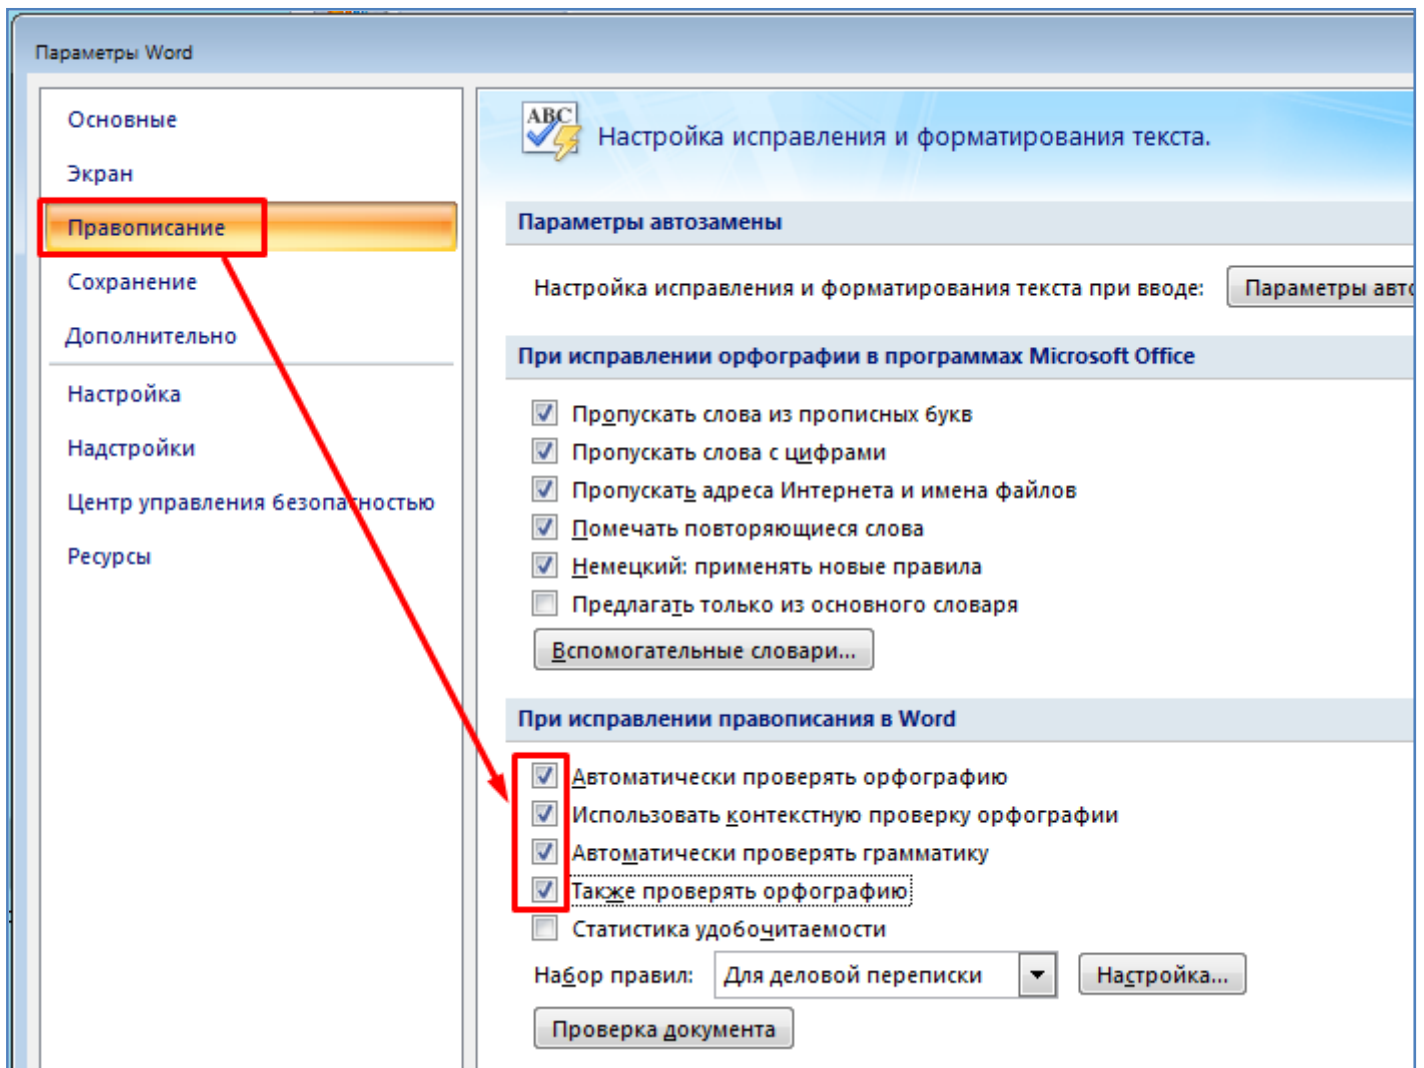 Параметры Word
Основные
Экран
Правописание
Сохранение
Дополнительно
Настройка
Надстройки
Центр управления безопасностью
Ресурсы
ABC
Настройка исправления и форматирования текста.
Параметры автозамены
Настройка исправления и форматирования текста при вводе: Параметры авто
При исправлении орфографии в программах Microsoft Office
Пропускать слова из прописных букв
Пропускать слова с цифрами
Пропускать адреса Интернета и имена файлов
Помечать повторяющиеся слова
Немецкий: применять новые правила
Предлагать только из основного словаря
Вспомогательные словари...
При исправлении правописания в Word
Автоматически проверять орфографию
Использовать контекстную проверку орфографии
Автоматически проверять грамматику
Также проверять орфографию
Статистика удобочитаемости
Набор правил: Для деловой переписки Настройка...
Проверка документа